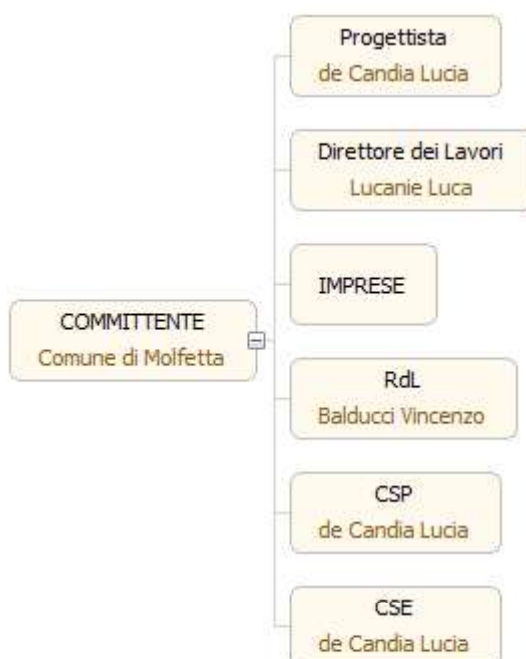 Progettista
de Candia Lucia
Direttore dei Lavori
Lucanie Luca
IMPRESE
COMMITTENTE
Comune di Molfetta
RdL
Balducci Vincenzo
CSP
de Candia Lucia
CSE
de Candia Lucia